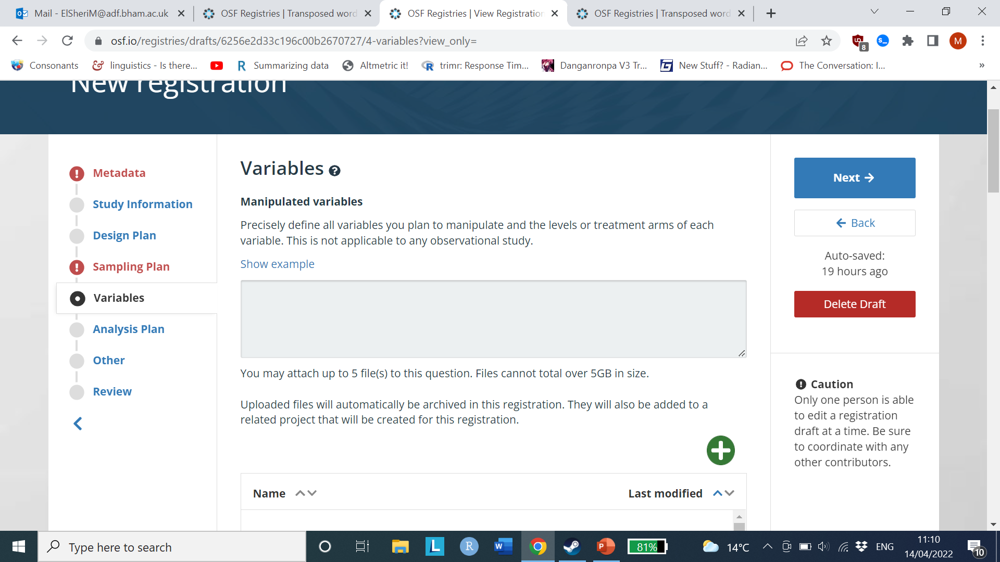 Mail - ElSheriM@adf.bham.ac.uk
OSF Registries | Transposed word
OSF Registries | View Registration
OSF Registries | Transposed word
osf.io/registries/drafts/6256e2d33c196c00b2670727/4-variables?view_only=
8
S_
M
Consonants
linguistics - Is there...
R Summarizing data
Altmetric it!
trimr: Response Tim...
Danganronpa V3 Tr...
New Stuff? - Radian...
The Conversation: I...
»
New registration
Metadata
Study Information
Design Plan
Sampling Plan
Variables
Analysis Plan
Other
Review
Variables
Manipulated variables
Precisely define all variables you plan to manipulate and the levels or treatment arms of each
variable. This is not applicable to any observational study.
Show example
You may attach up to 5 file(s) to this question. Files cannot total over 5GB in size.
Uploaded files will automatically be archived in this registration. They will also be added to a
related project that will be created for this registration.
Name
Last modified
Next
Back
Auto-saved:
19 hours ago
Delete Draft
Caution
Only one person is able
to edit a registration
draft at a time. Be sure
to coordinate with any
other contributors.
Type here to search
L
R
W
P
81%
14°C
ENG
11:10
14/04/2022
10